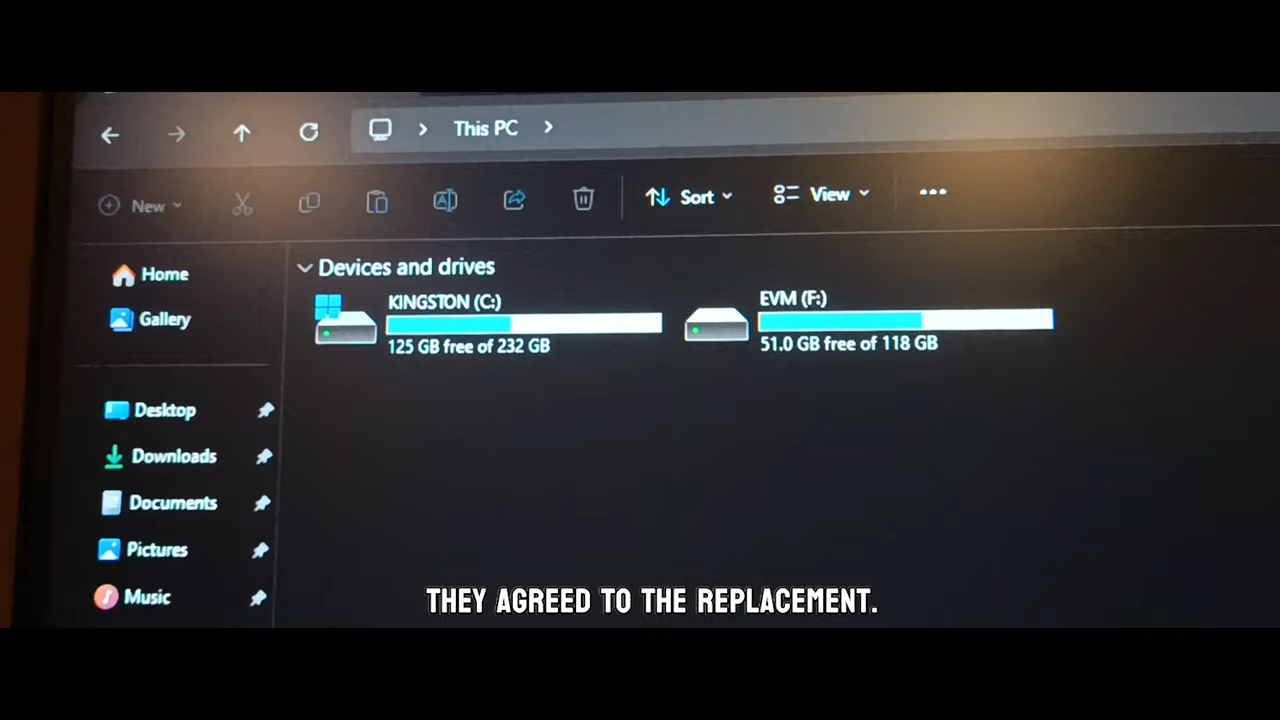 This PC
New
Sort
View
Home
Gallery
Devices and drives
KINGSTON (C:)
125 GB free of 232 GB
EVM (F:)
51.0 GB free of 118 GB
Desktop
Downloads
Documents
Pictures
Music
THEY AGREED TO THE REPLACEMENT.